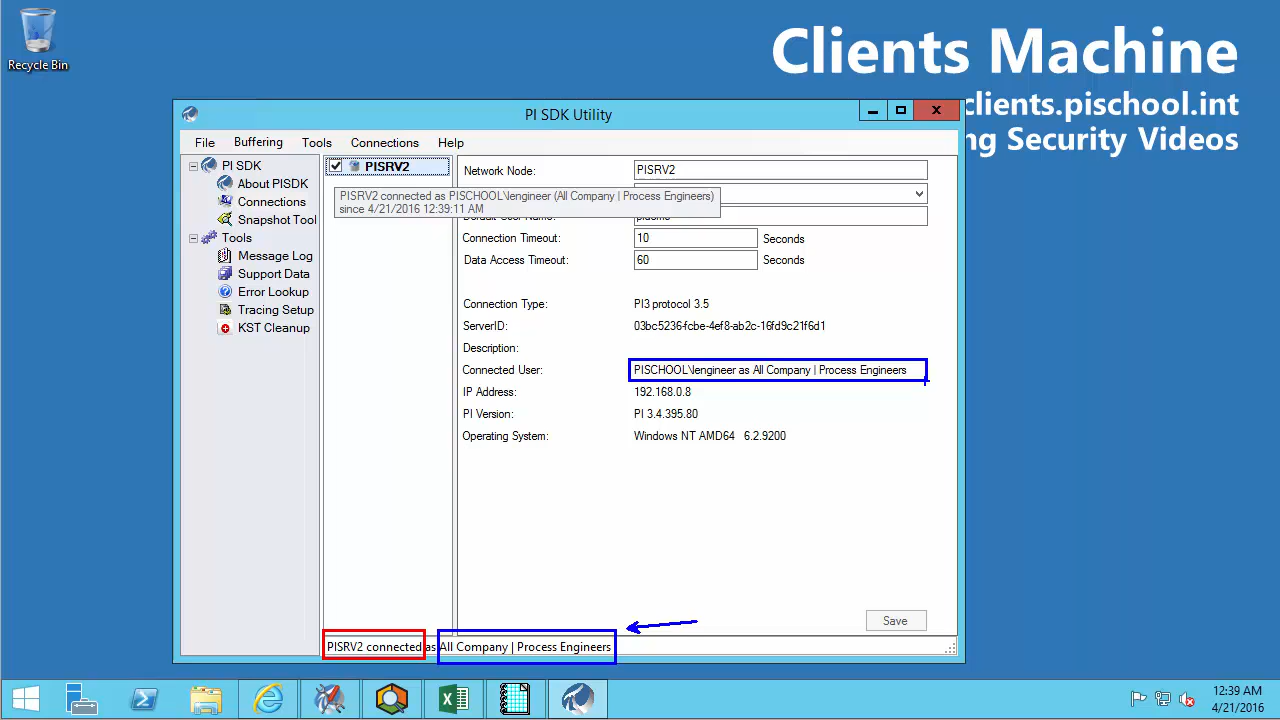 Recycle Bin
Clients Machine
clients.pischool.int
ng Security Videos
PI SDK Utility
File Buffering Tools Connections Help
PI SDK
About PISDK
Connections
Snapshot Tool
Tools
Message Log
Support Data
Error Lookup
Tracing Setup
KST Cleanup
PISRV2
PISRV2 connected as PISCHOOL\lengineer (All Company | Process Engineers)
since 4/21/2016 12:39:11 AM
Network Node: PISRV2
Connection Timeout: 10 Seconds
Data Access Timeout: 60 Seconds
Connection Type: PI3 protocol 3.5
ServerID: 03bc5236-fcbe-4ef8-ab2c-16fd9c21f6d1
Description:
Connected User: PISCHOOL\lengineer as All Company | Process Engineers
IP Address: 192.168.0.8
PI Version: PI 3.4.395.80
Operating System: Windows NT AMD64 6.2.9200
Save
PISRV2 connected as All Company | Process Engineers
12:39 AM
4/21/2016